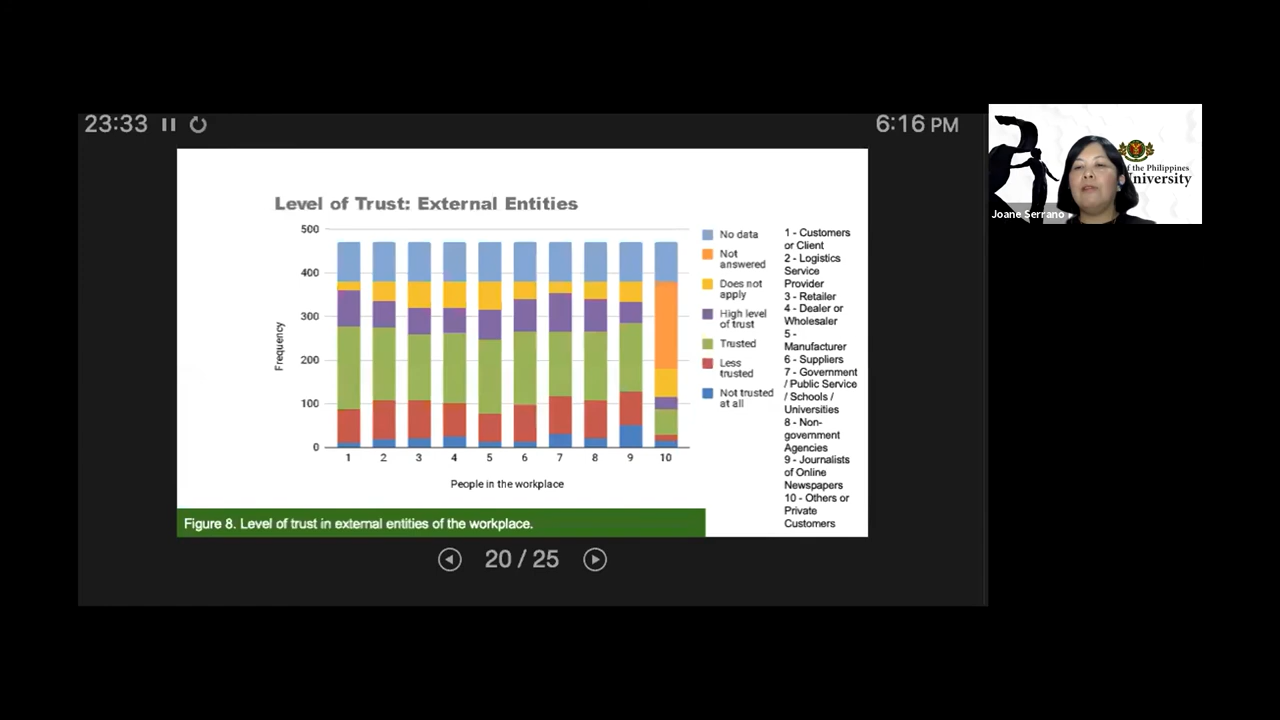 23:33
6:16 PM
of the Philippines
University
Joane Serrano
Level of Trust: External Entities
500
400
300
200
100
0
Frequency
1 2 3 4 5 6 7 8 9 10
People in the workplace
No data
Not
answered
Does not
apply
High level
of trust
Trusted
Less
trusted
Not trusted
at all
1 - Customers
or Client
2 - Logistics
Service
Provider
3 - Retailer
4 - Dealer or
Wholesaler
5 -
Manufacturer
6 - Suppliers
7 - Government
/ Public Service
/ Schools /
Universities
8 - Non-
government
Agencies
9 - Journalists
of Online
Newspapers
10 - Others or
Private
Customers
Figure 8. Level of trust in external entities of the workplace.
20 / 25